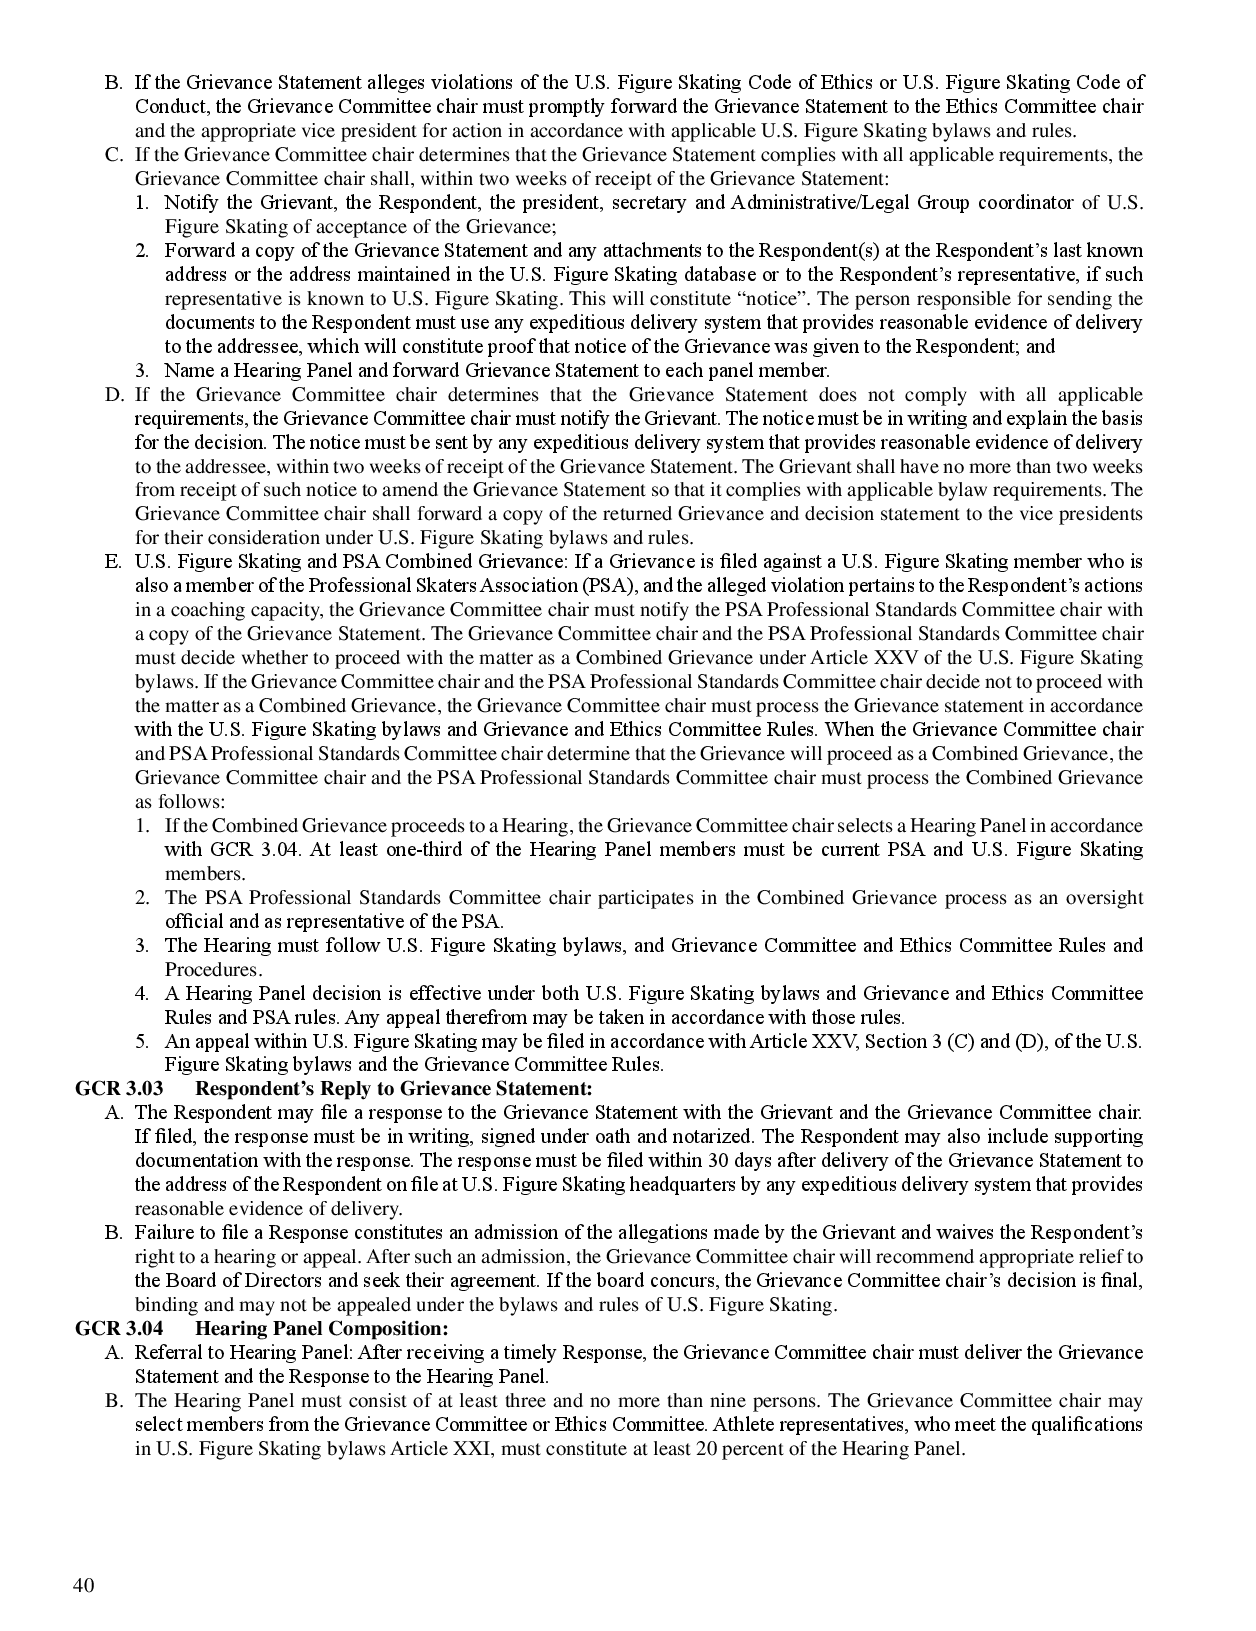 B. If the Grievance Statement alleges violations of the U.S. Figure Skating Code of Ethics or U.S. Figure Skating Code of
Conduct, the Grievance Committee chair must promptly forward the Grievance Statement to the Ethics Committee chair
and the appropriate vice president for action in accordance with applicable U.S. Figure Skating bylaws and rules.
C. If the Grievance Committee chair determines that the Grievance Statement complies with all applicable requirements, the
Grievance Committee chair shall, within two weeks of receipt of the Grievance Statement:
1. Notify the Grievant, the Respondent, the president, secretary and Administrative/Legal Group coordinator of U.S.
Figure Skating of acceptance of the Grievance;
2. Forward a copy of the Grievance Statement and any attachments to the Respondent(s) at the Respondent’s last known
address or the address maintained in the U.S. Figure Skating database or to the Respondent’s representative, if such
representative is known to U.S. Figure Skating. This will constitute “notice”. The person responsible for sending the
documents to the Respondent must use any expeditious delivery system that provides reasonable evidence of delivery
to the addressee, which will constitute proof that notice of the Grievance was given to the Respondent; and
3. Name a Hearing Panel and forward Grievance Statement to each panel member.
D. If the Grievance Committee chair determines that the Grievance Statement does not comply with all applicable
requirements, the Grievance Committee chair must notify the Grievant. The notice must be in writing and explain the basis
for the decision. The notice must be sent by any expeditious delivery system that provides reasonable evidence of delivery
to the addressee, within two weeks of receipt of the Grievance Statement. The Grievant shall have no more than two weeks
from receipt of such notice to amend the Grievance Statement so that it complies with applicable bylaw requirements. The
Grievance Committee chair shall forward a copy of the returned Grievance and decision statement to the vice presidents
for their consideration under U.S. Figure Skating bylaws and rules.
E. U.S. Figure Skating and PSA Combined Grievance: If a Grievance is filed against a U.S. Figure Skating member who is
also a member of the Professional Skaters Association (PSA), and the alleged violation pertains to the Respondent’s actions
in a coaching capacity, the Grievance Committee chair must notify the PSA Professional Standards Committee chair with
a copy of the Grievance Statement. The Grievance Committee chair and the PSA Professional Standards Committee chair
must decide whether to proceed with the matter as a Combined Grievance under Article XXV of the U.S. Figure Skating
bylaws. If the Grievance Committee chair and the PSA Professional Standards Committee chair decide not to proceed with
the matter as a Combined Grievance, the Grievance Committee chair must process the Grievance statement in accordance
with the U.S. Figure Skating bylaws and Grievance and Ethics Committee Rules. When the Grievance Committee chair
and PSA Professional Standards Committee chair determine that the Grievance will proceed as a Combined Grievance, the
Grievance Committee chair and the PSA Professional Standards Committee chair must process the Combined Grievance
as follows:
1. If the Combined Grievance proceeds to a Hearing, the Grievance Committee chair selects a Hearing Panel in accordance
with GCR 3.04. At least one-third of the Hearing Panel members must be current PSA and U.S. Figure Skating
members.
2. The PSA Professional Standards Committee chair participates in the Combined Grievance process as an oversight
official and as representative of the PSA.
3. The Hearing must follow U.S. Figure Skating bylaws, and Grievance Committee and Ethics Committee Rules and
Procedures.
4. A Hearing Panel decision is effective under both U.S. Figure Skating bylaws and Grievance and Ethics Committee
Rules and PSA rules. Any appeal therefrom may be taken in accordance with those rules.
5. An appeal within U.S. Figure Skating may be filed in accordance with Article XXV, Section 3 (C) and (D), of the U.S.
Figure Skating bylaws and the Grievance Committee Rules.
GCR 3.03 Respondent’s Reply to Grievance Statement:
A. The Respondent may file a response to the Grievance Statement with the Grievant and the Grievance Committee chair.
If filed, the response must be in writing, signed under oath and notarized. The Respondent may also include supporting
documentation with the response. The response must be filed within 30 days after delivery of the Grievance Statement to
the address of the Respondent on file at U.S. Figure Skating headquarters by any expeditious delivery system that provides
reasonable evidence of delivery.
B. Failure to file a Response constitutes an admission of the allegations made by the Grievant and waives the Respondent’s
right to a hearing or appeal. After such an admission, the Grievance Committee chair will recommend appropriate relief to
the Board of Directors and seek their agreement. If the board concurs, the Grievance Committee chair’s decision is final,
binding and may not be appealed under the bylaws and rules of U.S. Figure Skating.
GCR 3.04 Hearing Panel Composition:
A. Referral to Hearing Panel: After receiving a timely Response, the Grievance Committee chair must deliver the Grievance
Statement and the Response to the Hearing Panel.
B. The Hearing Panel must consist of at least three and no more than nine persons. The Grievance Committee chair may
select members from the Grievance Committee or Ethics Committee. Athlete representatives, who meet the qualifications
in U.S. Figure Skating bylaws Article XXI, must constitute at least 20 percent of the Hearing Panel.
40